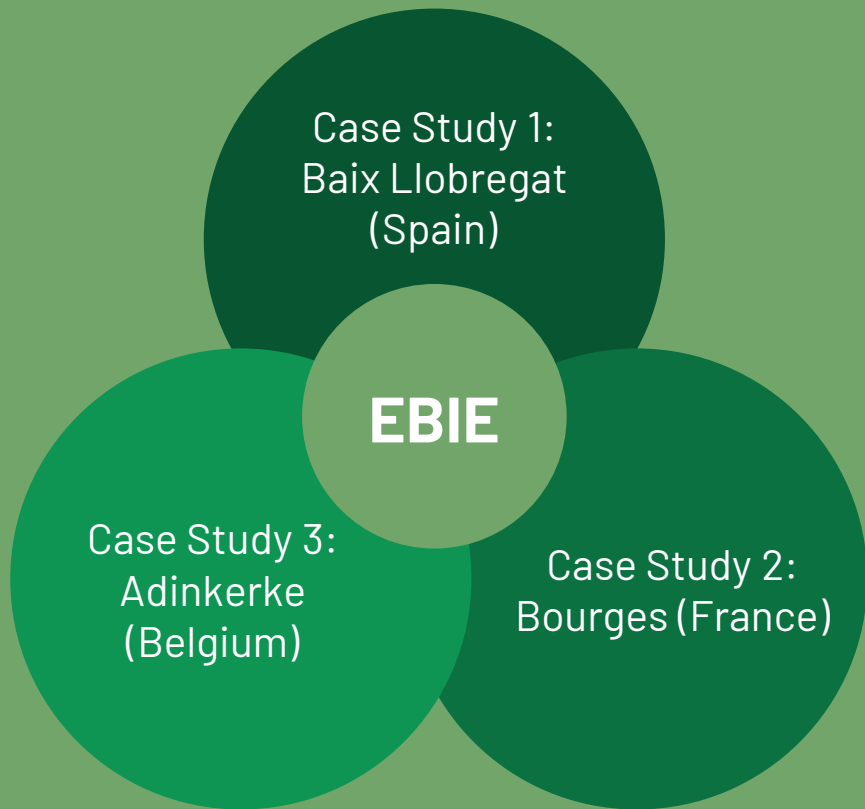 Case Study 1:
Baix Llobregat
(Spain)
EBIE
Case Study 3:
Adinkerke
(Belgium)
Case Study 2:
Bourges (France)